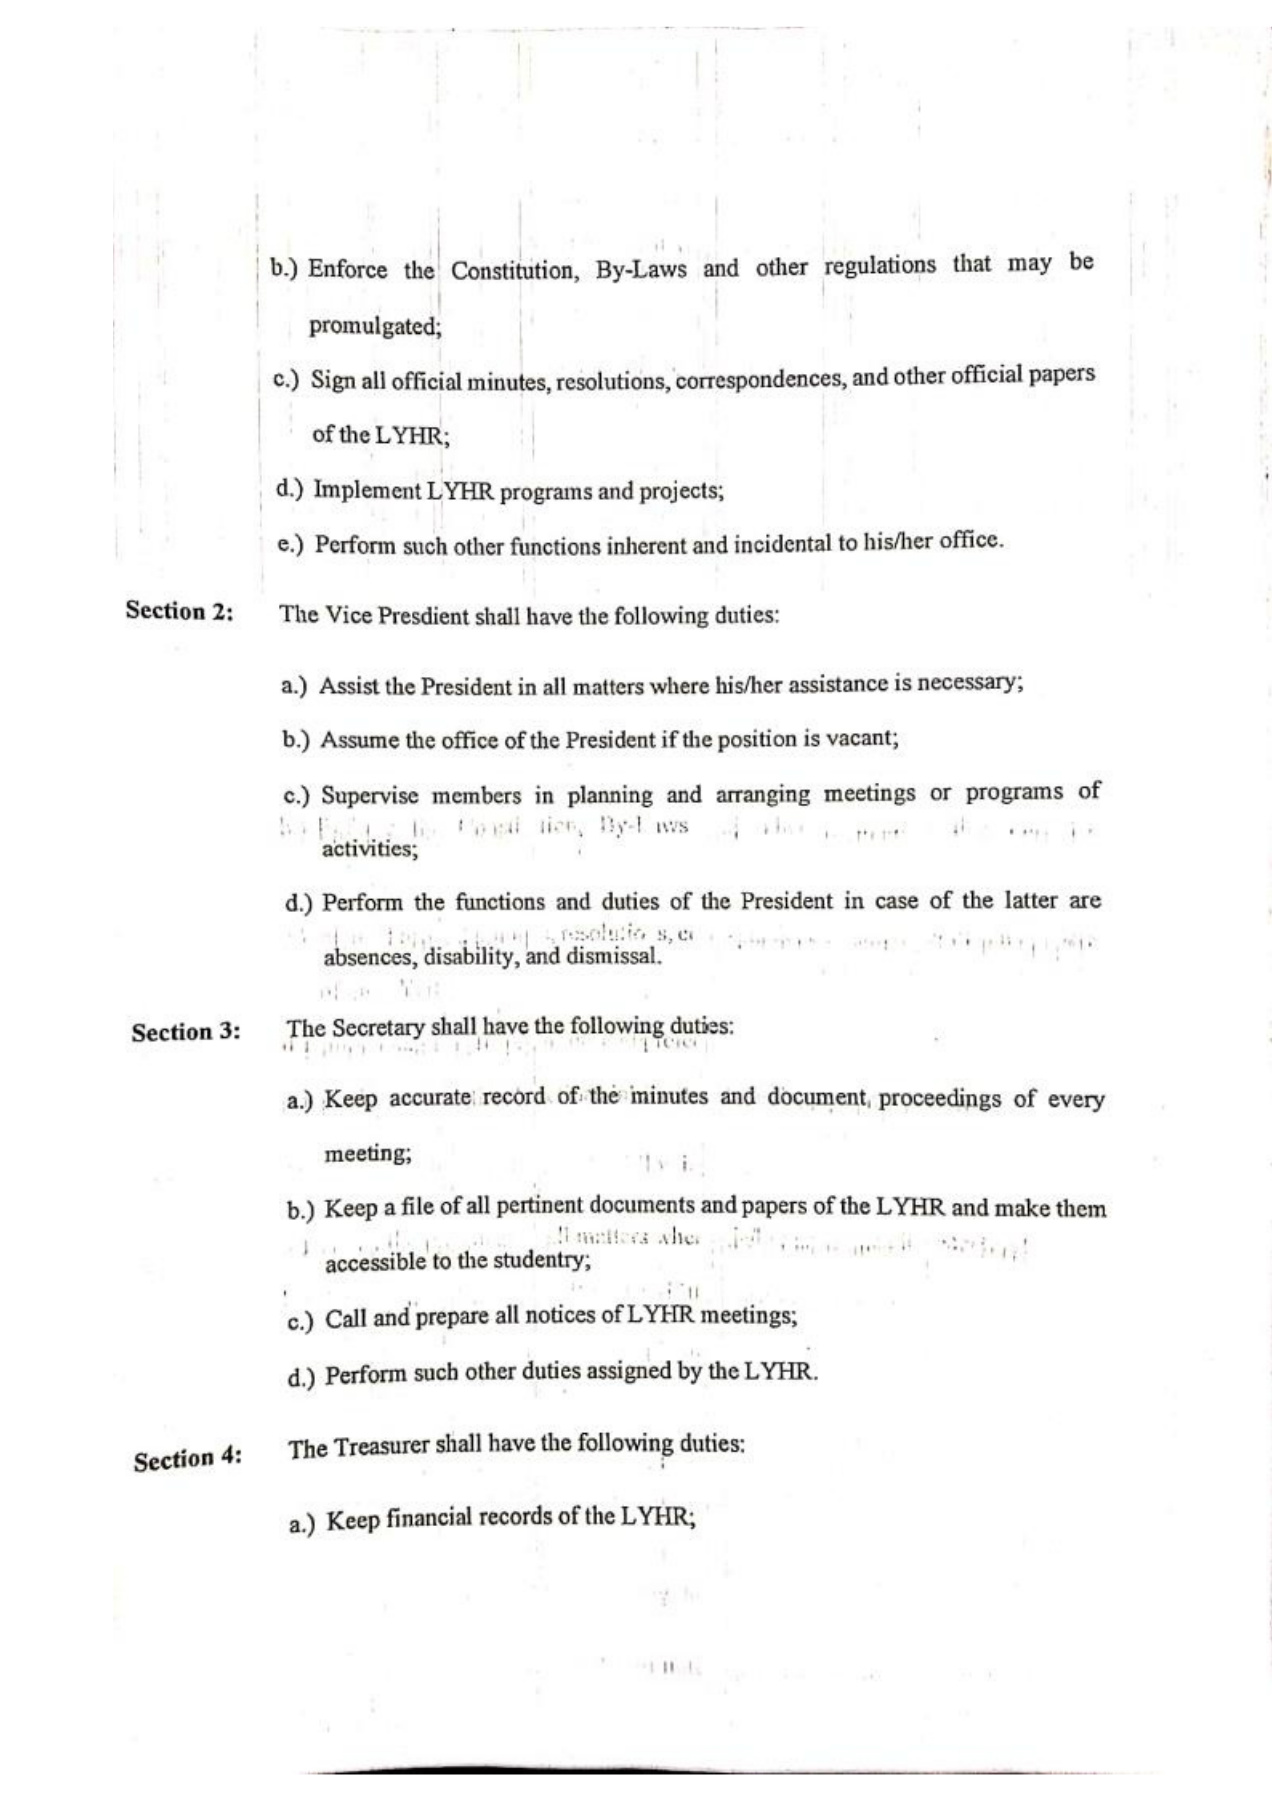 b.) Enforce the Constitution, By-Laws and other regulations that may be
promulgated;
c.) Sign all official minutes, resolutions, correspondences, and other official papers
of the LYHR;
d.) Implement LYHR programs and projects;
e.) Perform such other functions inherent and incidental to his/her office.
Section 2: The Vice Presdient shall have the following duties:
a.) Assist the President in all matters where his/her assistance is necessary;
b.) Assume the office of the President if the position is vacant;
c.) Supervise members in planning and arranging meetings or programs of
activities;
d.) Perform the functions and duties of the President in case of the latter are
absences, disability, and dismissal.
Section 3: The Secretary shall have the following duties:
a.) Keep accurate record of the minutes and document, proceedings of every
meeting;
b.) Keep a file of all pertinent documents and papers of the LYHR and make them
accessible to the studentry;
c.) Call and prepare all notices of LYHR meetings;
d.) Perform such other duties assigned by the LYHR.
Section 4: The Treasurer shall have the following duties:
a.) Keep financial records of the LYHR;